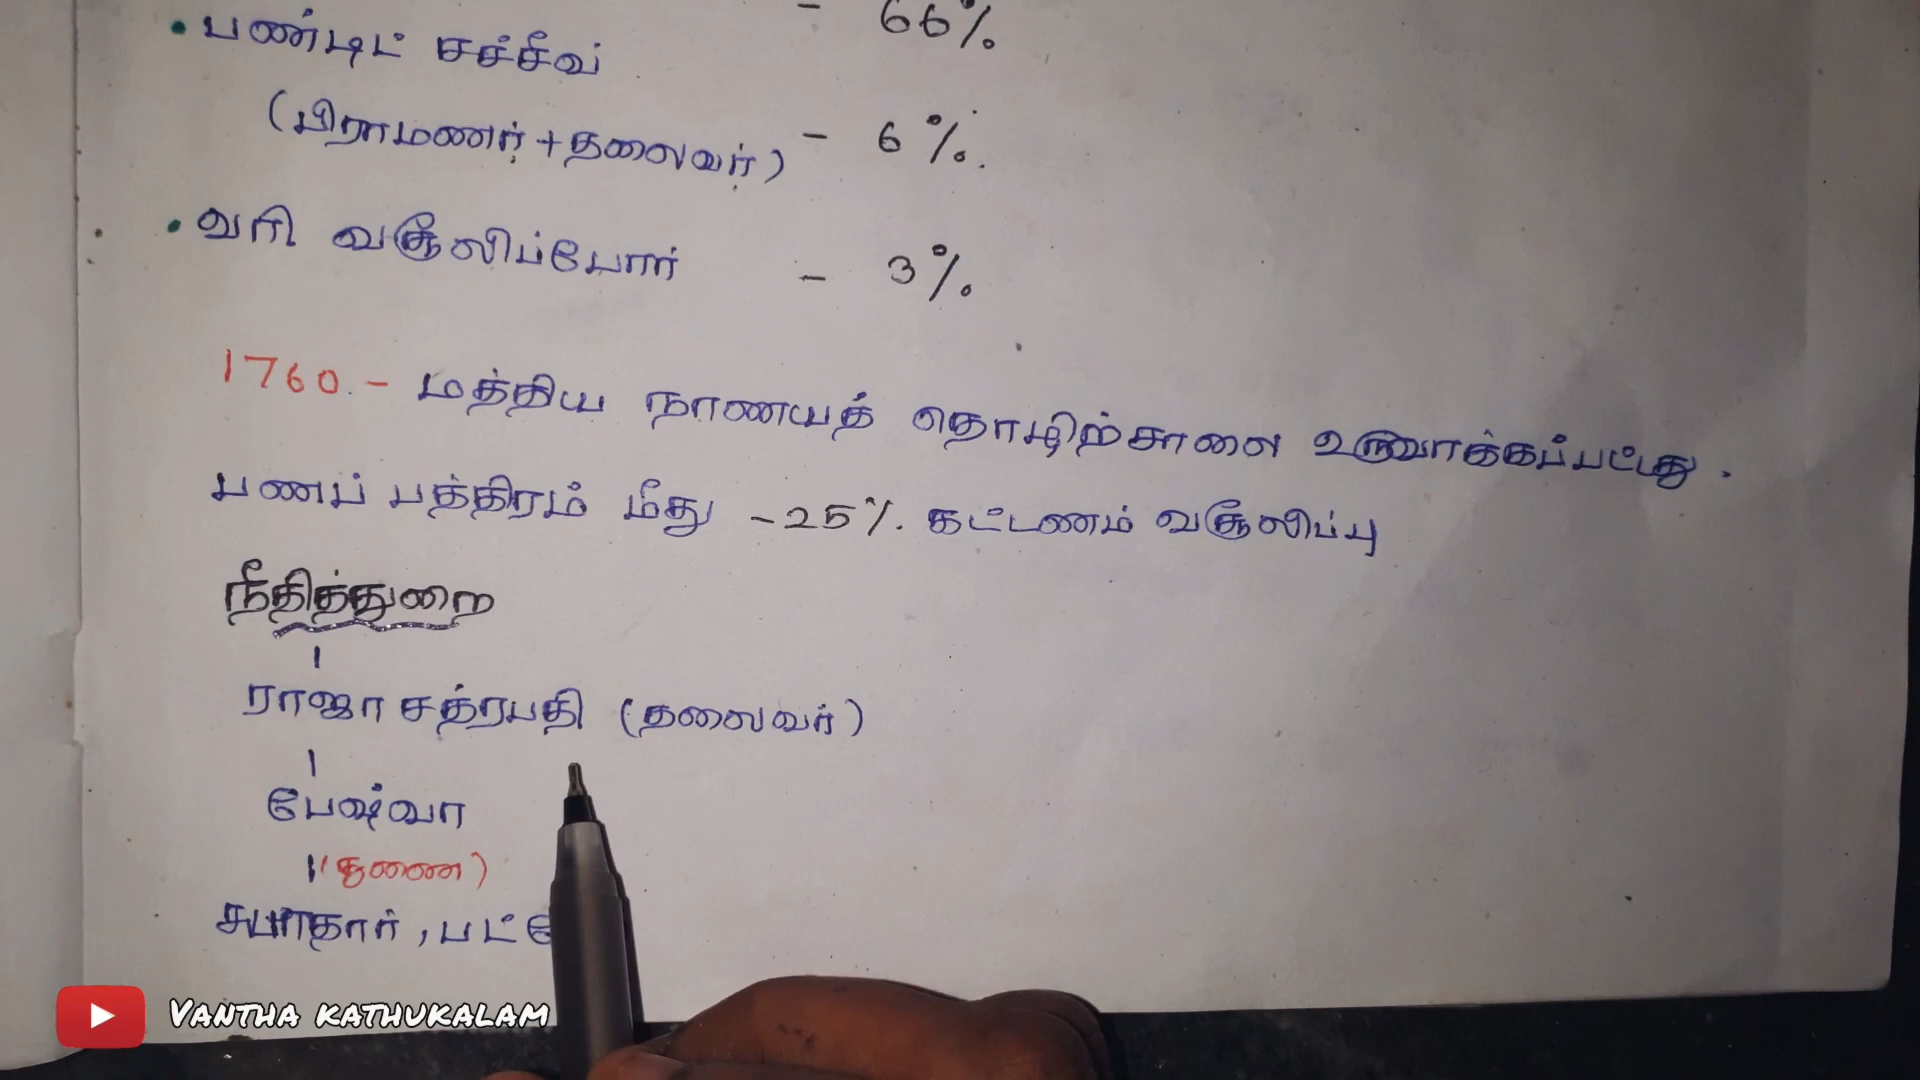 - 66%
• பண்டிட் சச்சீவ்
(பிராமணர்+தலைவர்) - 6%.
• வரி வசூலிப்போர் - 3%
1760. - மத்திய நாணயத் தொழிற்சாலை உருவாக்கப்பட்டது.
பணப் பத்திரம் மீது - 25%. கட்டணம் வசூலிப்பு
நீதித்துறை
ராஜா சத்ரபதி (தலைவர்)
பேஷ்வா
(துணை)
VANTHA KATHUKALAM